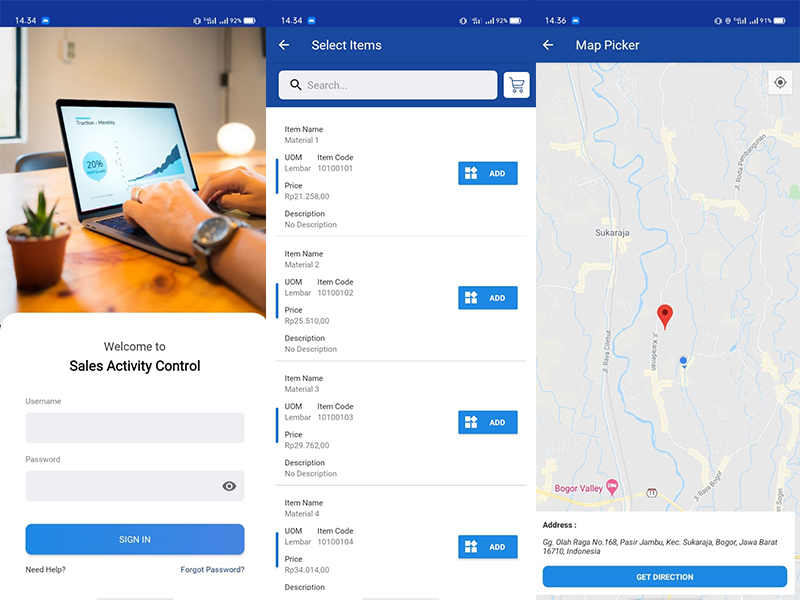 14.34
92%
Traction - Monthly
20%
Welcome to
Sales Activity Control
Username
Password
SIGN IN
Need Help?
Forgot Password?
14.34
92%
Select Items
Search...
Item Name
Material 1
UOM Item Code
Lembar 10100101
Price
Rp21.258,00
Description
No Description
ADD
Item Name
Material 2
UOM Item Code
Lembar 10100102
Price
Rp25.510,00
Description
No Description
ADD
Item Name
Material 3
UOM Item Code
Lembar 10100103
Price
Rp29.762,00
Description
No Description
ADD
Item Name
Material 4
UOM Item Code
Lembar 10100104
Price
Rp34.014,00
Description
ADD
14.36
91%
Map Picker
Jl. Roda Pembangunan
Sukaraja
Jl. Raya Cilebut
Jl. Karadenan
Jl. Raya Bogor
Bogor Valley
11
Address :
Gg. Olah Raga No.168, Pasir Jambu, Kec. Sukaraja, Bogor, Jawa Barat
16710, Indonesia
GET DIRECTION